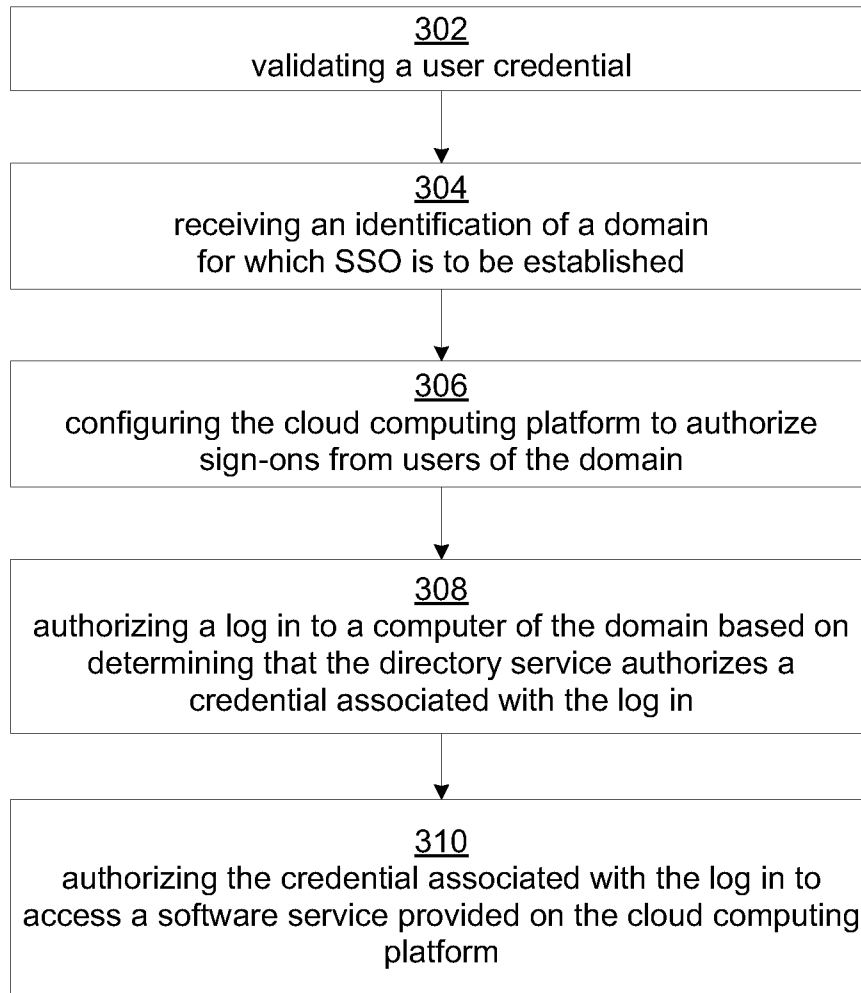 302
validating a user credential
304
receiving an identification of a domain
for which SSO is to be established
306
configuring the cloud computing platform to authorize
sign-ons from users of the domain
308
authorizing a log in to a computer of the domain based on
determining that the directory service authorizes a
credential associated with the log in
310
authorizing the credential associated with the log in to
access a software service provided on the cloud computing
platform